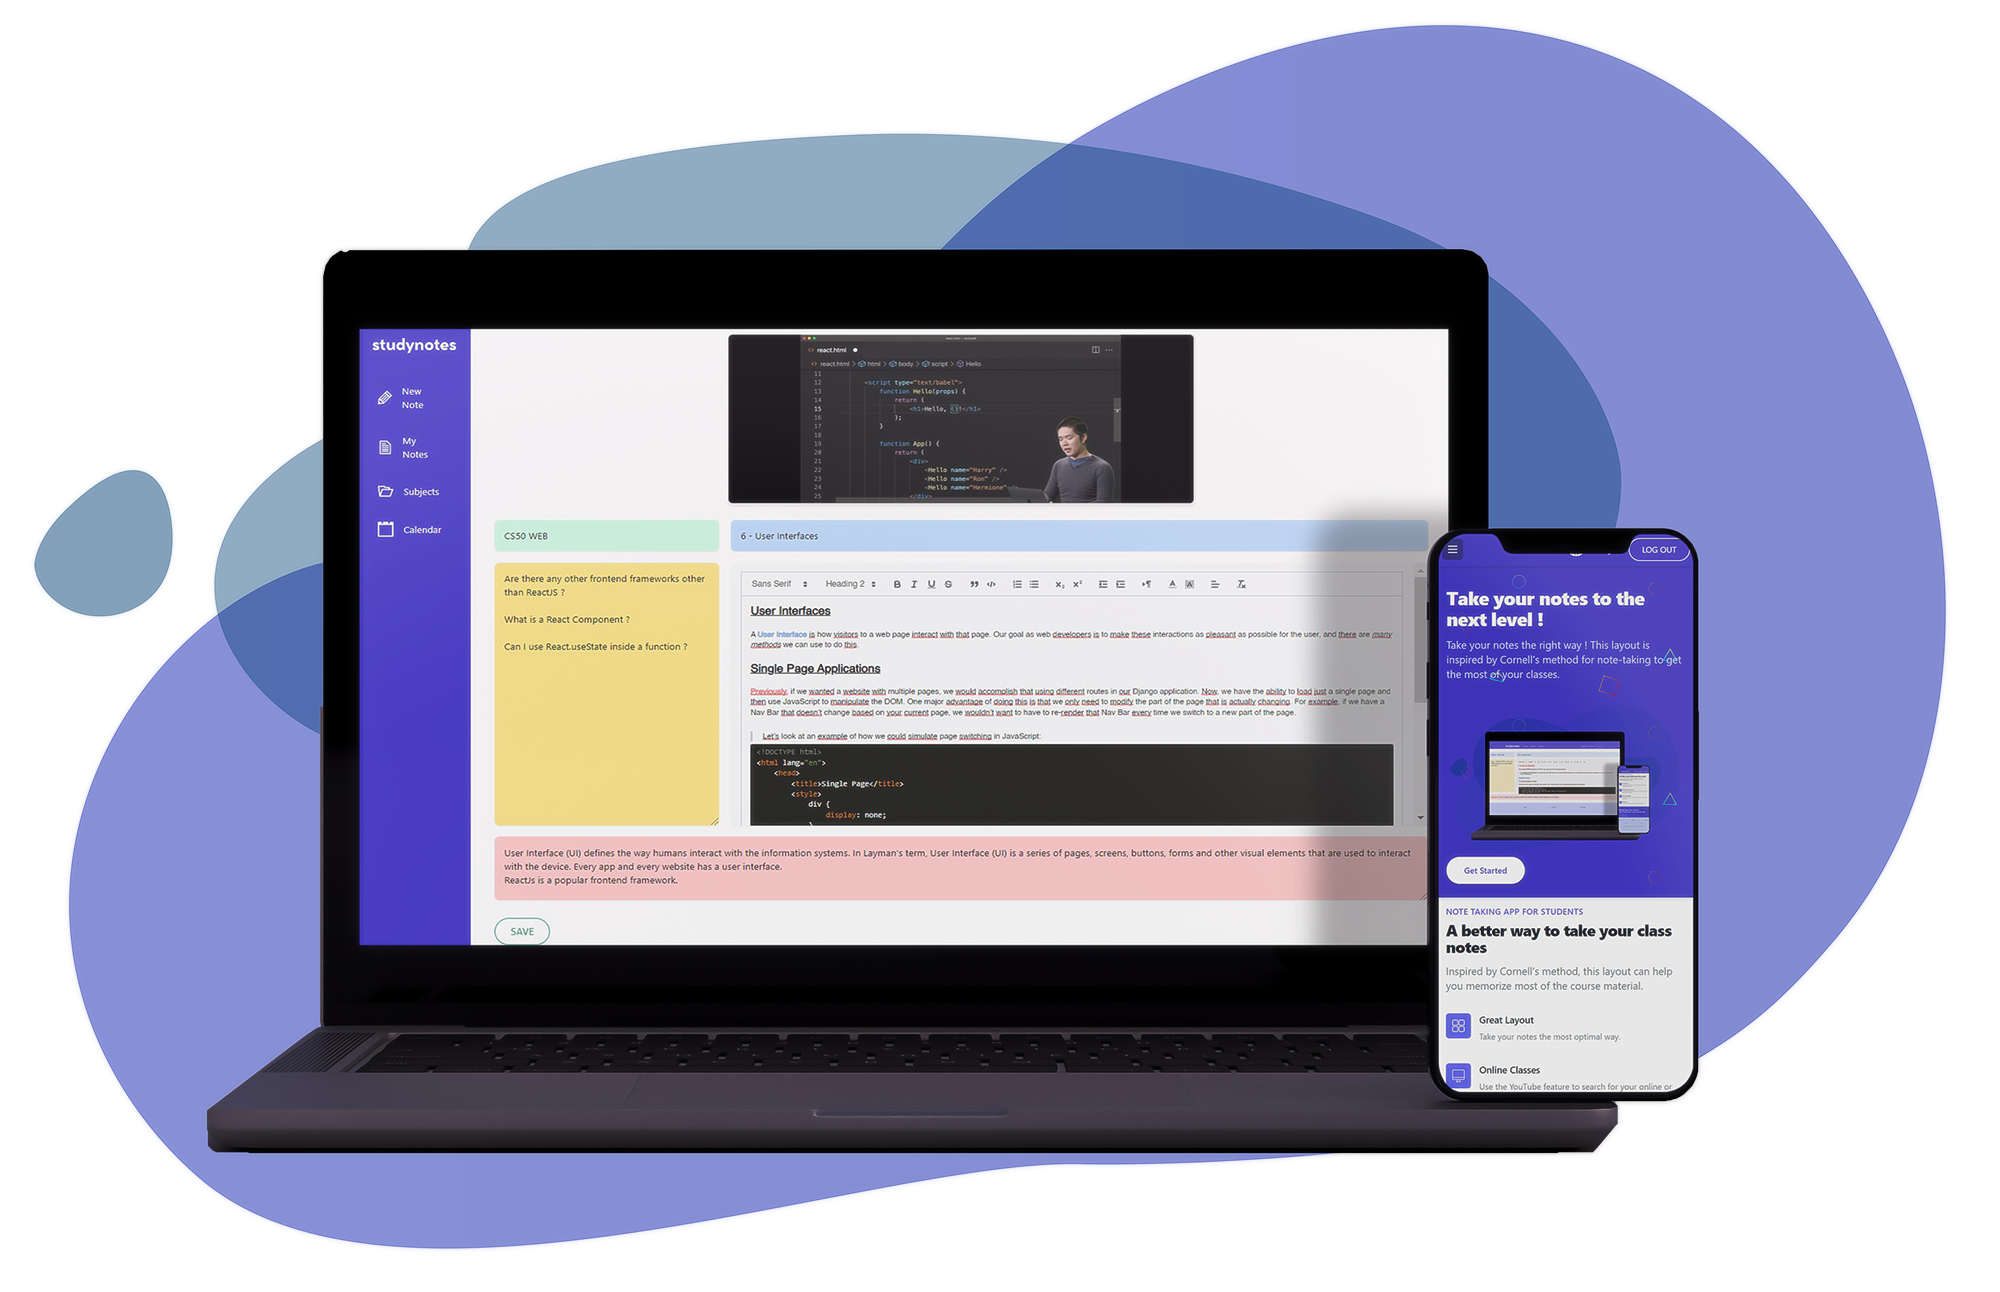 studynotes
New
Note
My
Notes
Subjects
Calendar
react.html
react.html > html > body > script > Hello
11
12 <script type="text/babel">
13 function Hello(props) {
14 return (
15 <h1>Hello, {}!</h1>
16 );
17 }
18
19 function App() {
20 return (
21 <div>
22 <Hello name="Harry" />
23 <Hello name="Ron" />
24 <Hello name="Hermione" />
25 </div>
CS50 WEB
6 - User Interfaces
Are there any other frontend frameworks other
than ReactJS ?
What is a React Component ?
Can I use React.useState inside a function ?
Sans Serif Heading 2 B I U S
User Interfaces
A User Interface is how visitors to a web page interact with that page. Our goal as web developers is to make these interactions as pleasant as possible for the user, and there are many
methods we can use to do this.
Single Page Applications
Previously, if we wanted a website with multiple pages, we would accomplish that using different routes in our Django application. Now, we have the ability to load just a single page and
then use JavaScript to manipulate the DOM. One major advantage of doing this is that we only need to modify the part of the page that is actually changing. For example, if we have a
Nav Bar that doesn't change based on your current page, we wouldn't want to have to re-render that Nav Bar every time we switch to a new part of the page.
Let's look at an example of how we could simulate page switching in JavaScript:
<!DOCTYPE html>
<html lang="en">
<head>
<title>Single Page</title>
<style>
div {
display: none;
}
User Interface (UI) defines the way humans interact with the information systems. In Layman's term, User Interface (UI) is a series of pages, screens, buttons, forms and other visual elements that are used to interact
with the device. Every app and every website has a user interface.
ReactJs is a popular frontend framework.
SAVE
LOG OUT
Take your notes to the
next level !
Take your notes the right way ! This layout is
inspired by Cornell's method for note-taking to get
the most of your classes.
Get Started
NOTE TAKING APP FOR STUDENTS
A better way to take your class
notes
Inspired by Cornell's method, this layout can help
you memorize most of the course material.
Great Layout
Take your notes the most optimal way.
Online Classes
Use the YouTube feature to search for your online or